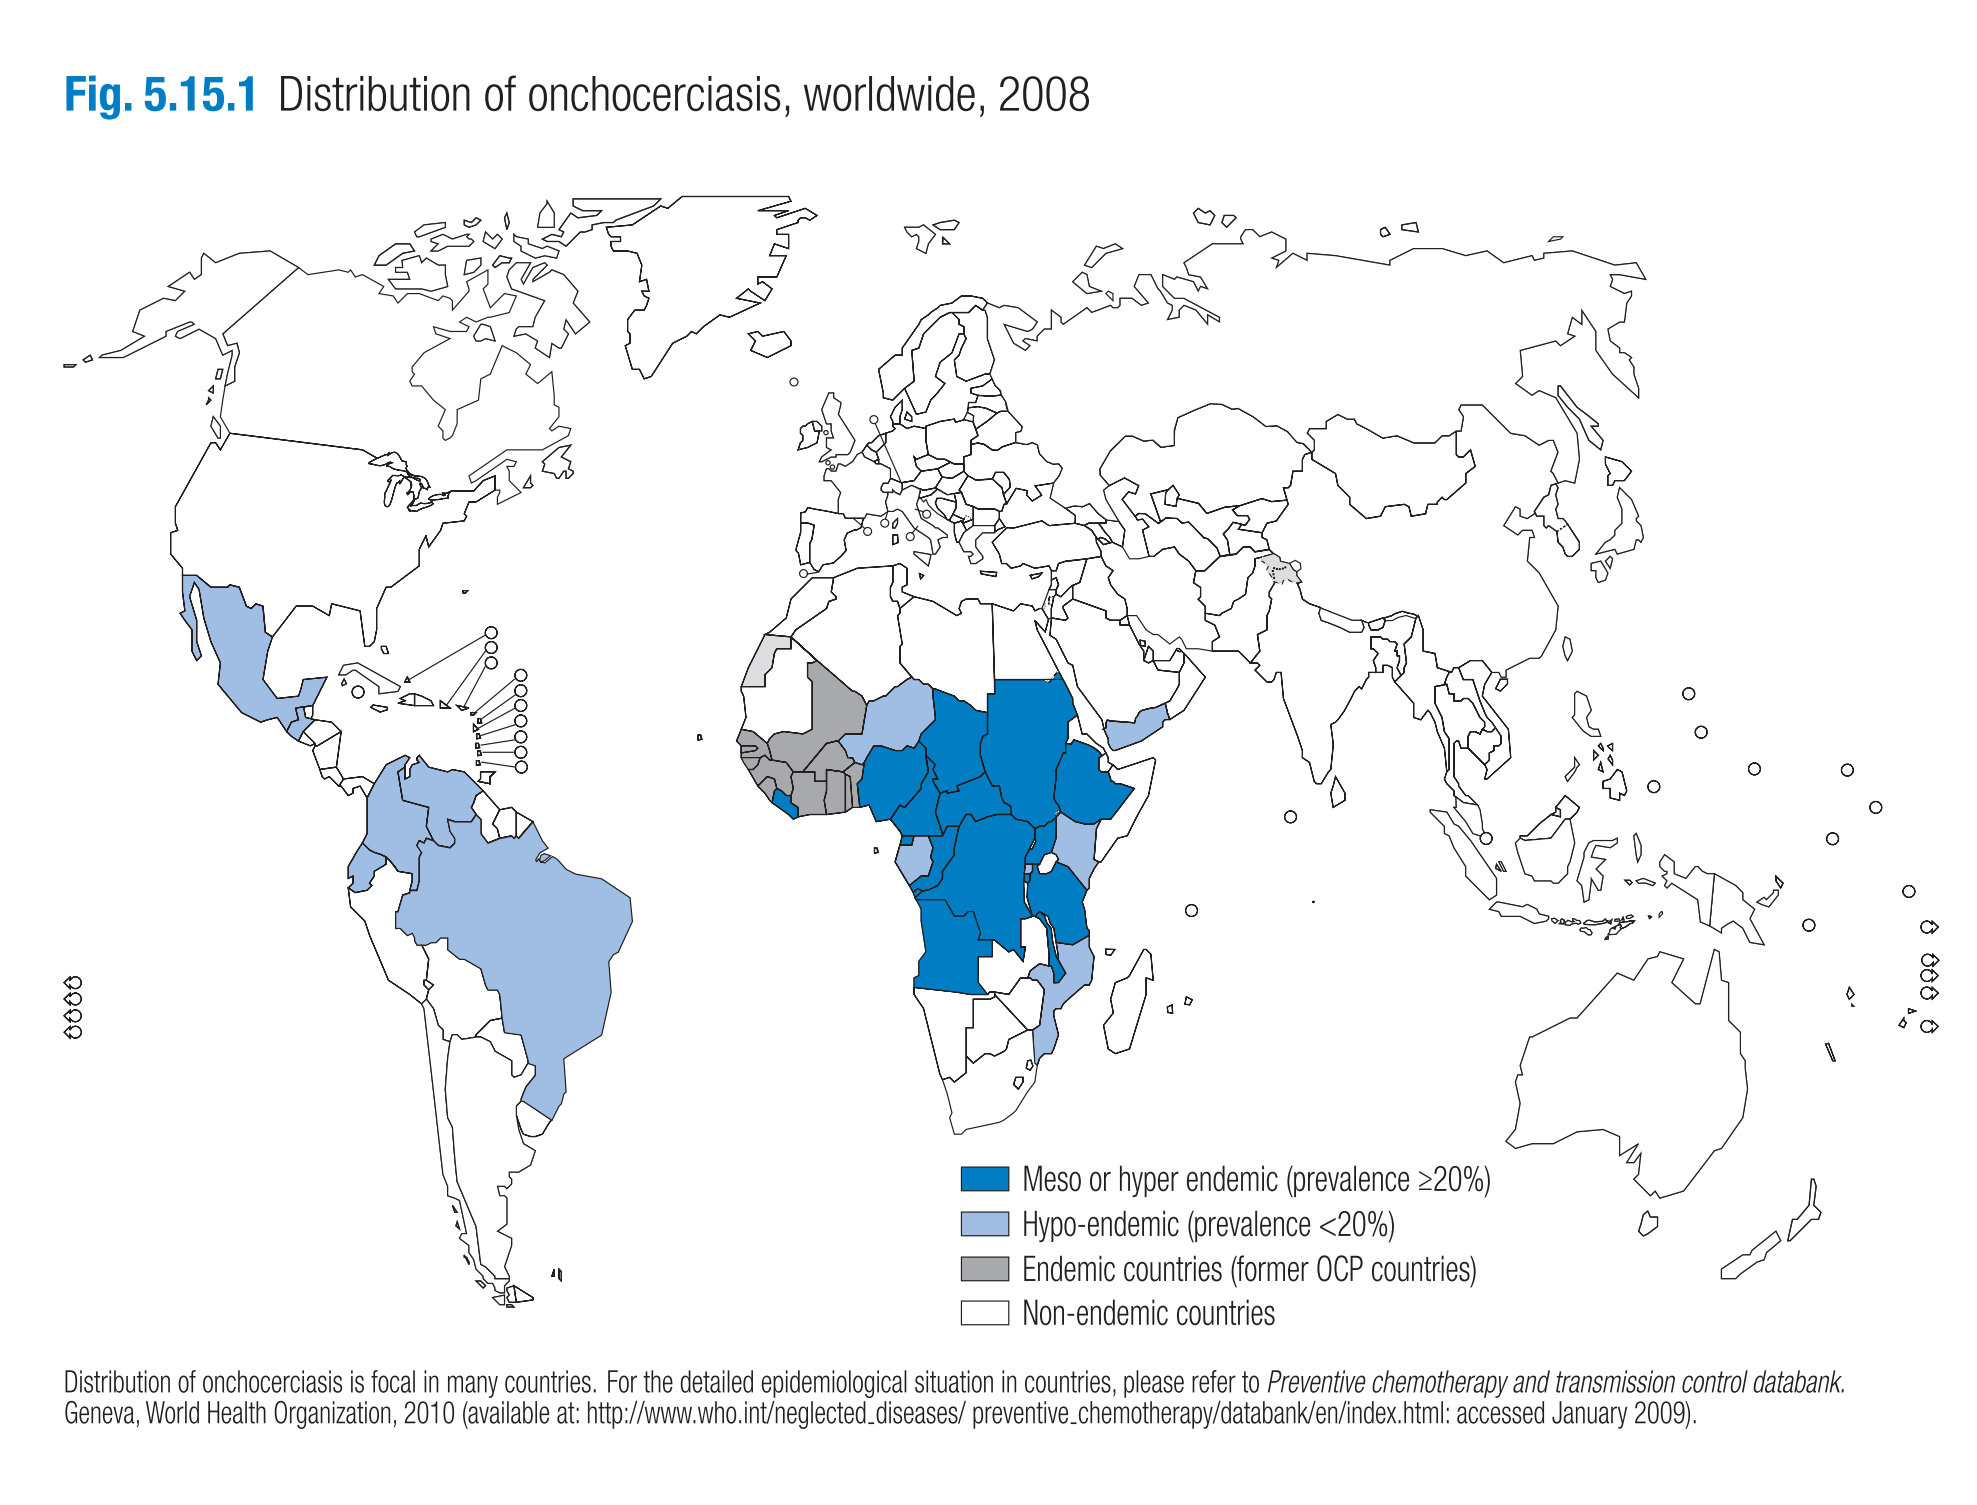 Fig. 5.15.1 Distribution of onchocerciasis, worldwide, 2008
Meso or hyper endemic (prevalence ≥20%)
Hypo-endemic (prevalence <20%)
Endemic countries (former OCP countries)
Non-endemic countries
Distribution of onchocerciasis is focal in many countries. For the detailed epidemiological situation in countries, please refer to Preventive chemotherapy and transmission control databank.
Geneva, World Health Organization, 2010 (available at: http://www.who.int/neglected_diseases/ preventive_chemotherapy/databank/en/index.html: accessed January 2009).